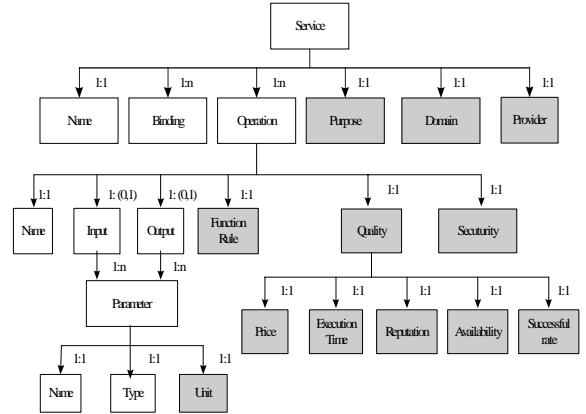 Service
1:1 1:n 1:n 1:1 1:1 1:1
Name Binding Operation Purpose Domain Provider
1:1 1: (0,1) 1: (0,1) 1:1 1:1 1:1
Name Input Output Function Rule Quality Secuturity
1:n 1:n
Parameter
1:1 1:1 1:1 1:1 1:1
Price Execution Time Reputation Availability Successful rate
1:1 1:1 1:1
Name Type Unit